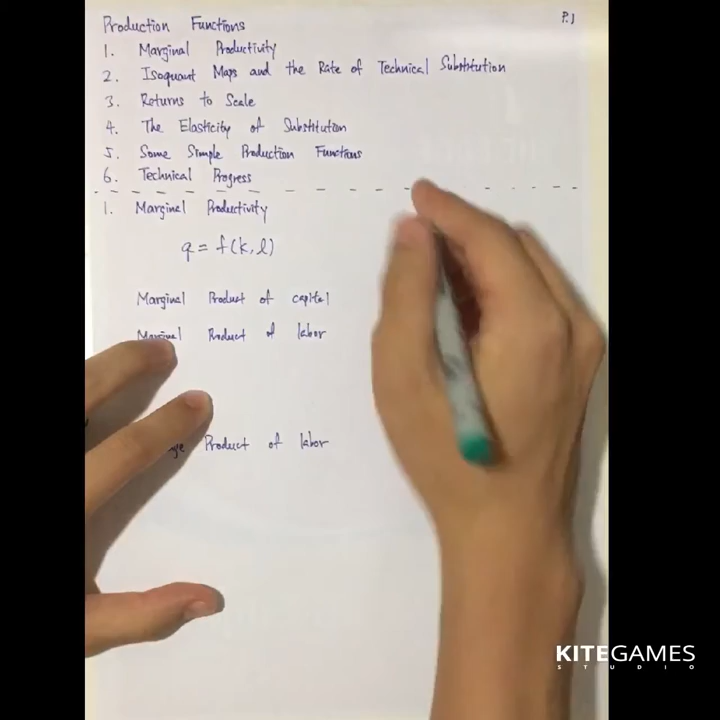 P.1
Production Functions
1. Marginal Productivity
2. Isoquant Maps and the Rate of Technical Substitution
3. Returns to Scale
4. The Elasticity of Substitution
5. Some Simple Production Functions
6. Technical Progress
1. Marginal Productivity
q = f(k, l)
Marginal Product of capital
Marginal Product of labor
Product of labor
KITEGAMES
STUDIO